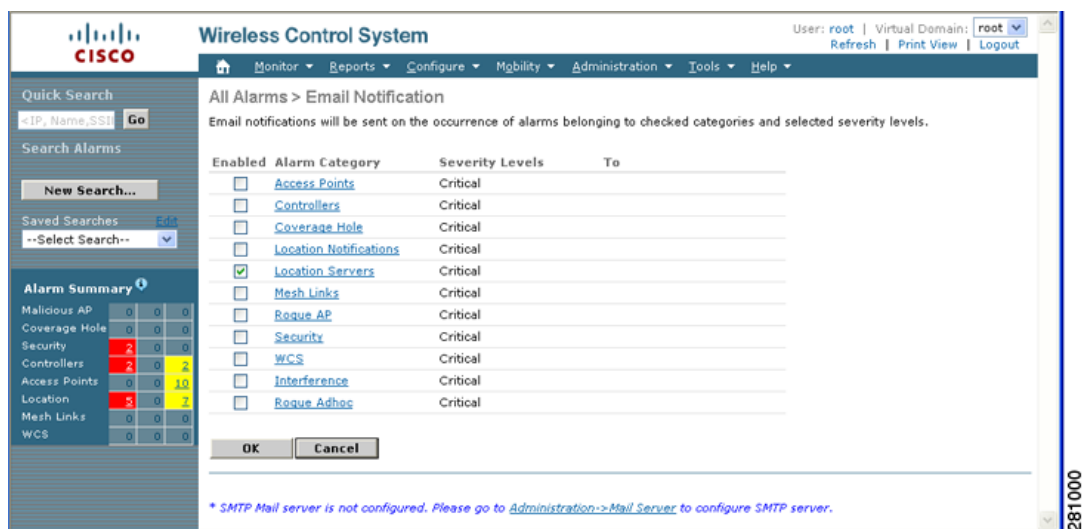 CISCO
Wireless Control System
User: root | Virtual Domain: root
Refresh | Print View | Logout
Monitor Reports Configure Mobility Administration Tools Help
Quick Search
<IP, Name,SSI Go
Search Alarms
New Search...
Saved Searches Edit
--Select Search--
Alarm Summary
Malicious AP 0 0 0
Coverage Hole 0 0 0
Security 2 0 0
Controllers 2 0 2
Access Points 0 0 10
Location 5 0 7
Mesh Links 0 0 0
WCS 0 0 0
All Alarms > Email Notification
Email notifications will be sent on the occurrence of alarms belonging to checked categories and selected severity levels.
Enabled Alarm Category Severity Levels To
Access Points Critical
Controllers Critical
Coverage Hole Critical
Location Notifications Critical
Location Servers Critical
Mesh Links Critical
Rogue AP Critical
Security Critical
WCS Critical
Interference Critical
Rogue Adhoc Critical
OK Cancel
* SMTP Mail server is not configured. Please go to Administration->Mail Server to configure SMTP server.
281000